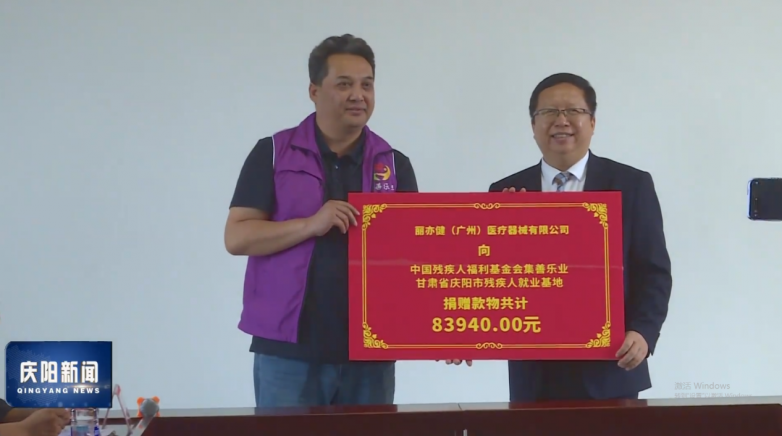 丽亦健（广州）医疗器械有限公司
向
中国残疾人福利基金会集善乐业
甘肃省庆阳市残疾人就业基地
捐赠款物共计
83940.00元
庆阳新闻
QINGYANG NEWS
激活 Windows